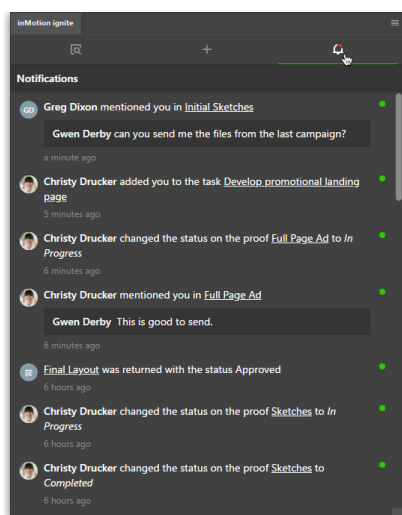 inMotion ignite
Notifications
GD
Greg Dixon mentioned you in Initial Sketches
Gwen Derby can you send me the files from the last campaign?
a minute ago
Christy Drucker added you to the task Develop promotional landing
page
5 minutes ago
Christy Drucker changed the status on the proof Full Page Ad to In
Progress
6 minutes ago
Christy Drucker mentioned you in Full Page Ad
Gwen Derby This is good to send.
6 minutes ago
Final Layout was returned with the status Approved
6 hours ago
Christy Drucker changed the status on the proof Sketches to In
Progress
6 hours ago
Christy Drucker changed the status on the proof Sketches to
Completed
6 hours ago